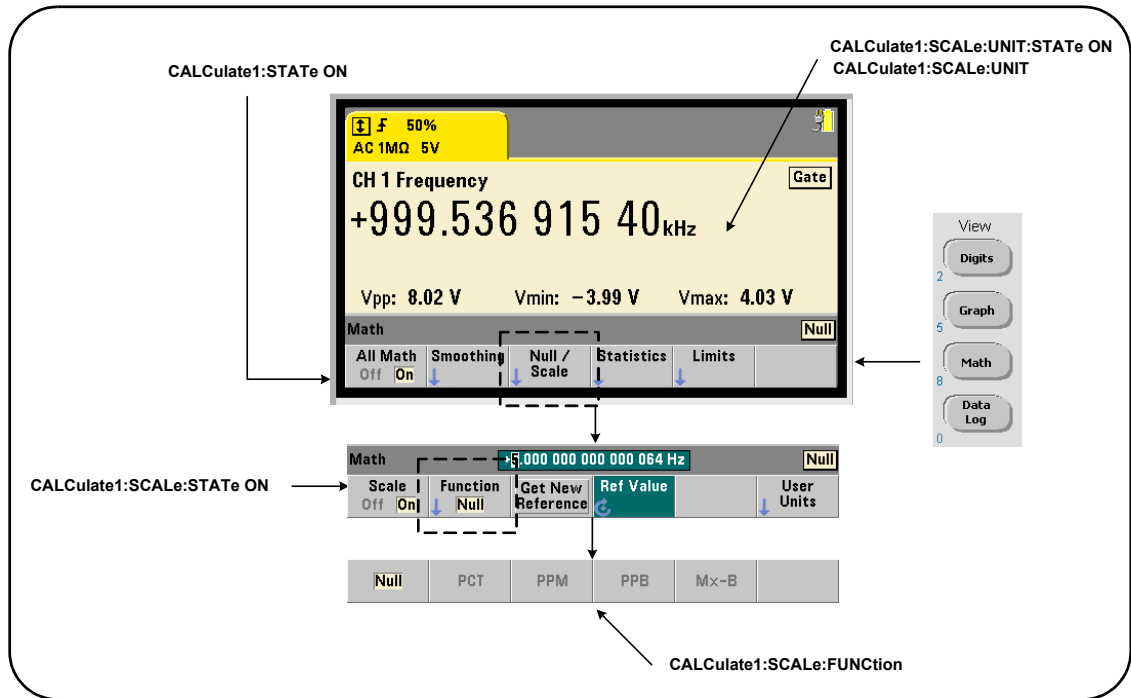 CALCulate1:SCALe:UNIT:STATe ON
CALCulate1:SCALe:UNIT
CALCulate1:STATe ON
50%
AC 1MΩ 5V
CH 1 Frequency
Gate
+999.536 915 40kHz
Vpp: 8.02 V Vmin: −3.99 V Vmax: 4.03 V
Math Null
All Math Smoothing Null / Statistics Limits
Off On Scale
View
Digits
2
Graph
5
Math
8
Data
Log
0
Math +5.000 000 000 000 064 Hz Null
CALCulate1:SCALe:STATe ON
Scale Function Get New Ref Value User
Off On Null Reference Units
Null PCT PPM PPB Mx-B
CALCulate1:SCALe:FUNCtion